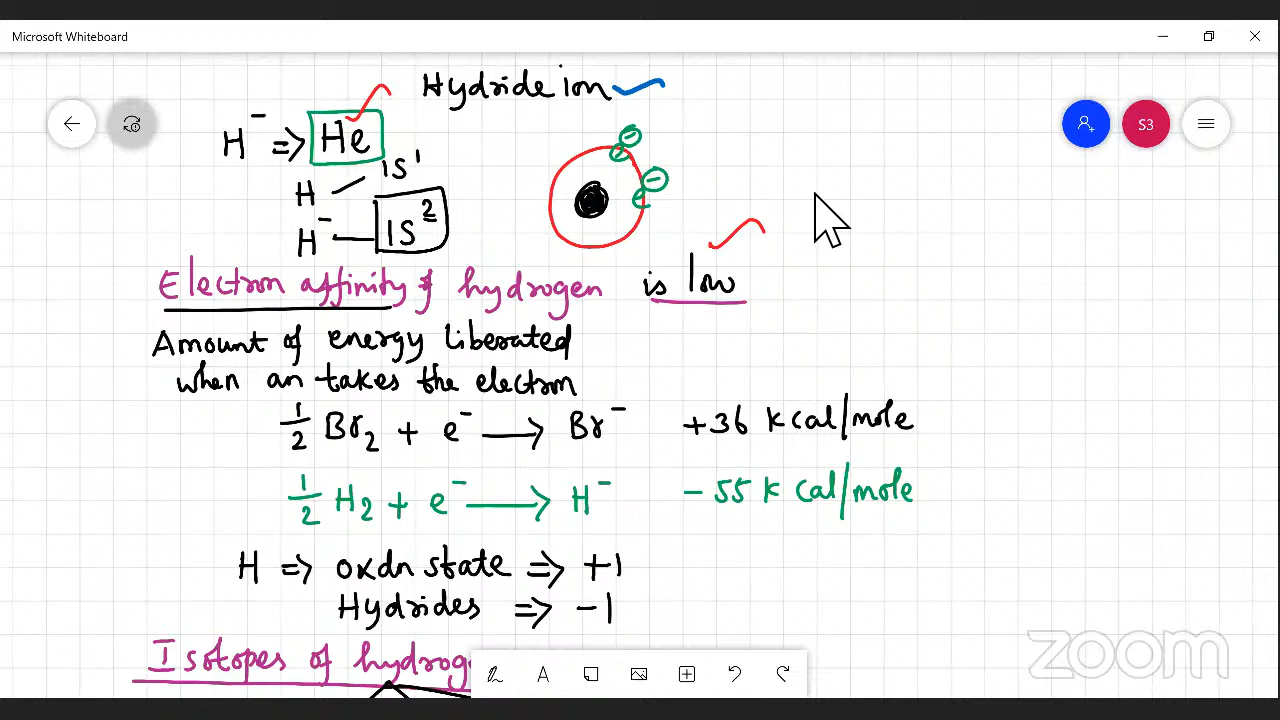 Microsoft Whiteboard
Hydride ion
H⁻ => He
H 1S¹
H⁻ 1S²
Electron affinity of hydrogen is low
Amount of energy liberated
when an takes the electron
1/2 Br₂ + e⁻ → Br⁻ +36 k cal/mole
1/2 H₂ + e⁻ → H⁻ -55 k cal/mole
H => oxdn state => +1
Hydrides => -1
Isotopes of hydrog
S3
A
zoom